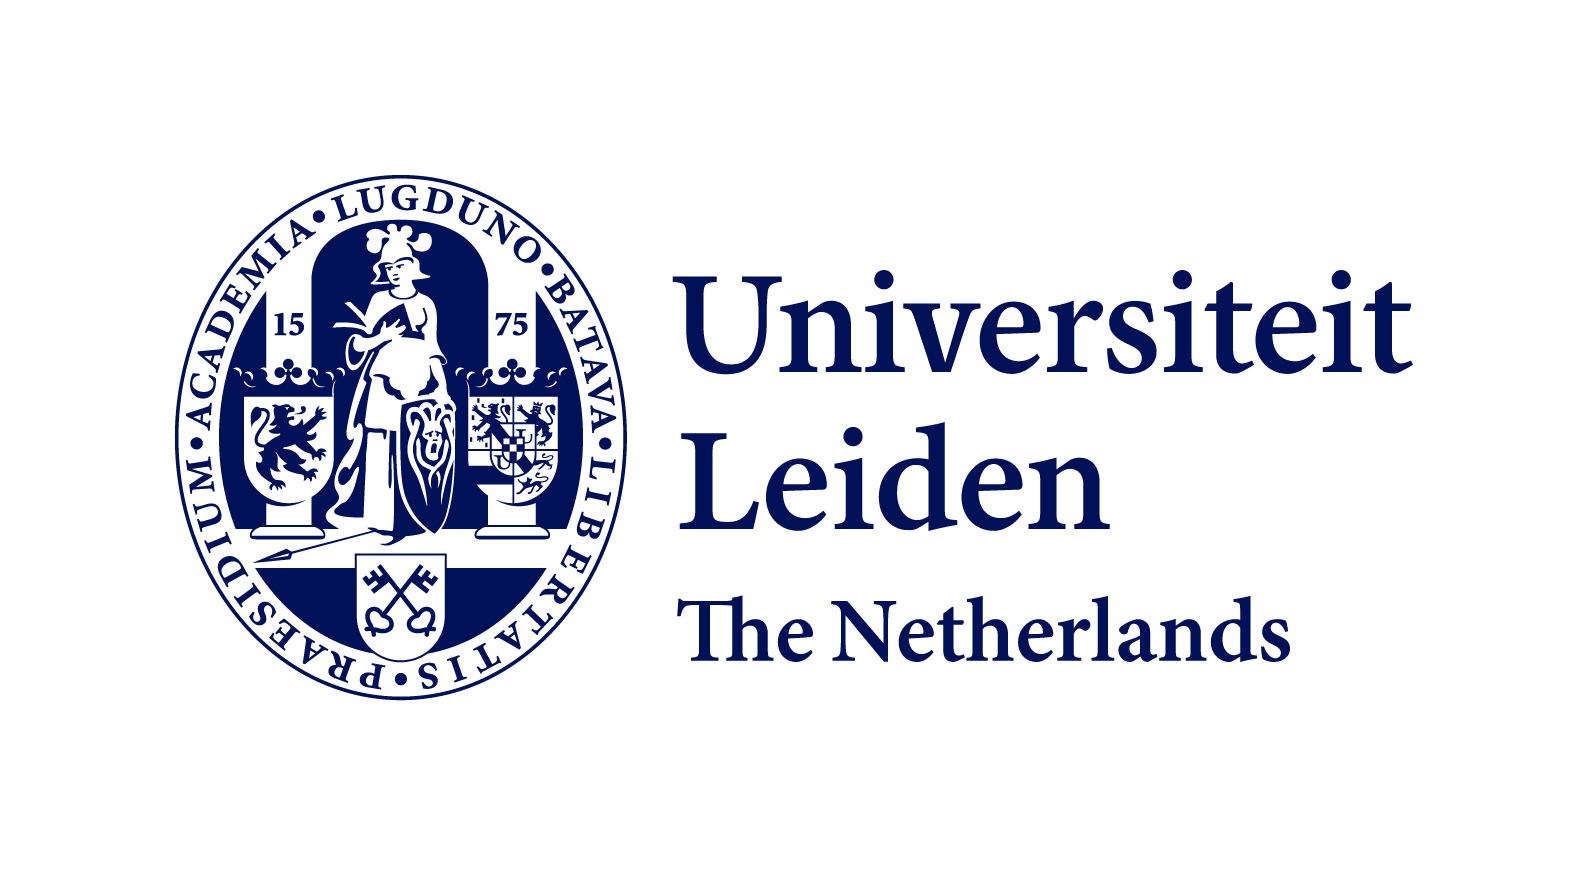 ACADEMIA • LUGDUNO • BATAVA • LIBERTATIS • PRAESIDIUM •
15 75
Universiteit
Leiden
The Netherlands